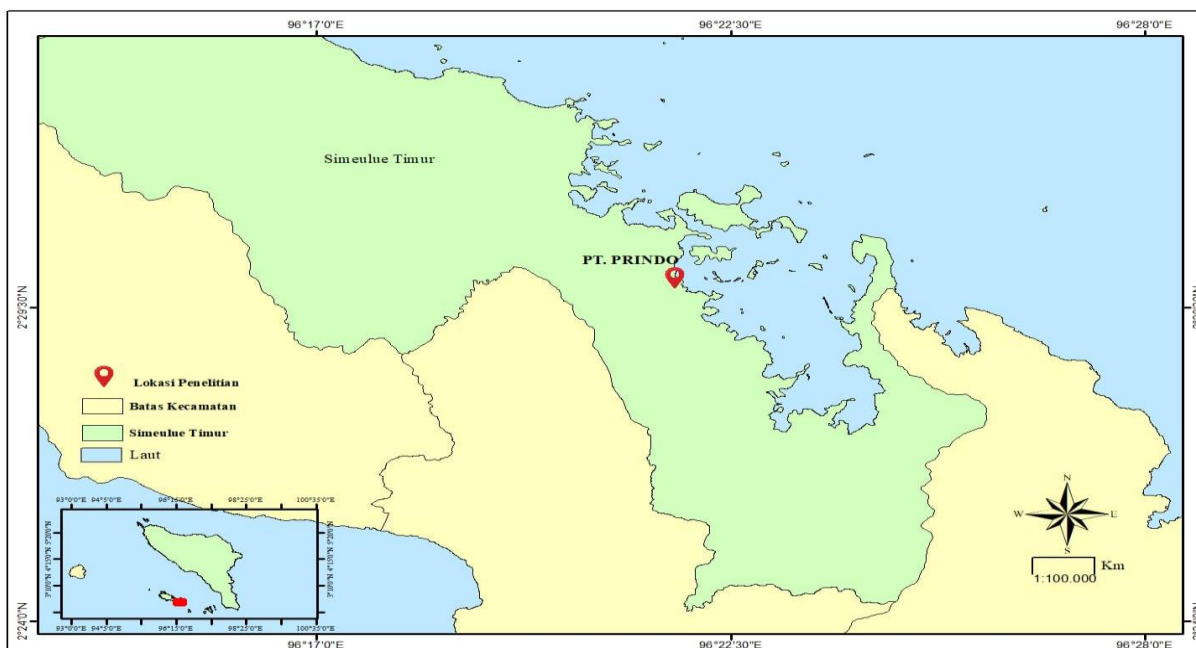 96°17'0"E 96°22'30"E 96°28'0"E
Simeulue Timur
PT. PRINDO
2°29'30"N
Lokasi Penelitian
Batas Kecamatan
Simeulue Timur
Laut
N
W E
S
Km
1:100.000
93°0'0"E 94°5'0"E 96°15'0"E 98°25'0"E 100°35'0"E
93°0'0"E 94°5'0"E 96°15'0"E 98°25'0"E 100°35'0"E
2°24'0"N
96°17'0"E 96°22'30"E 96°28'0"E